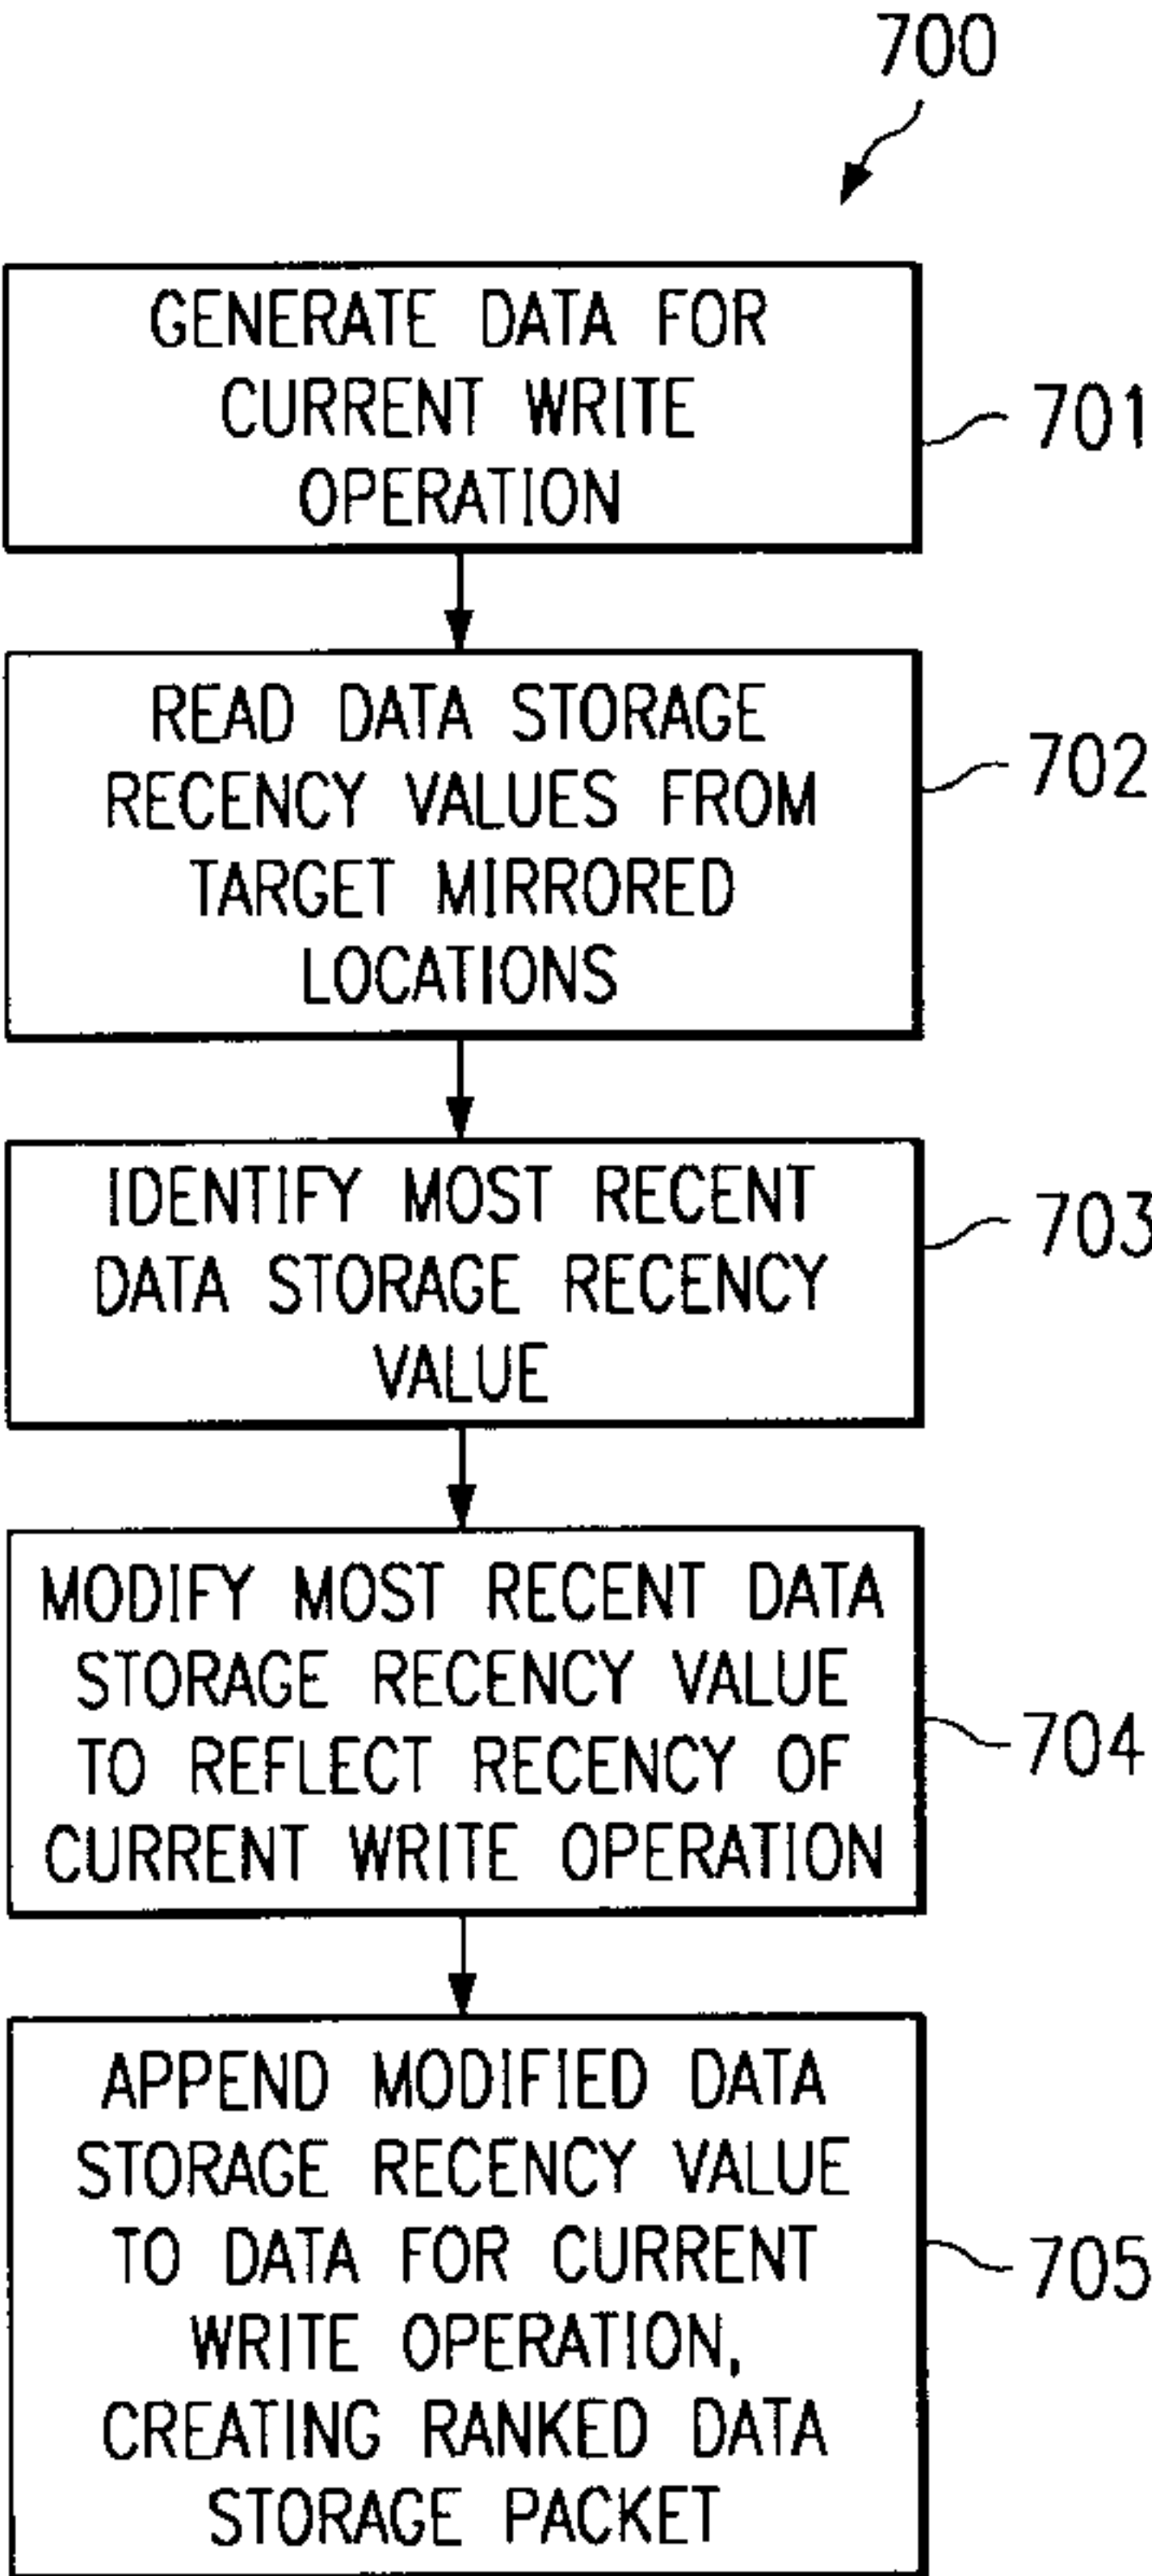 700
GENERATE DATA FOR
CURRENT WRITE
OPERATION
701
READ DATA STORAGE
RECENCY VALUES FROM
TARGET MIRRORED
LOCATIONS
702
IDENTIFY MOST RECENT
DATA STORAGE RECENCY
VALUE
703
MODIFY MOST RECENT DATA
STORAGE RECENCY VALUE
TO REFLECT RECENCY OF
CURRENT WRITE OPERATION
704
APPEND MODIFIED DATA
STORAGE RECENCY VALUE
TO DATA FOR CURRENT
WRITE OPERATION,
CREATING RANKED DATA
STORAGE PACKET
705